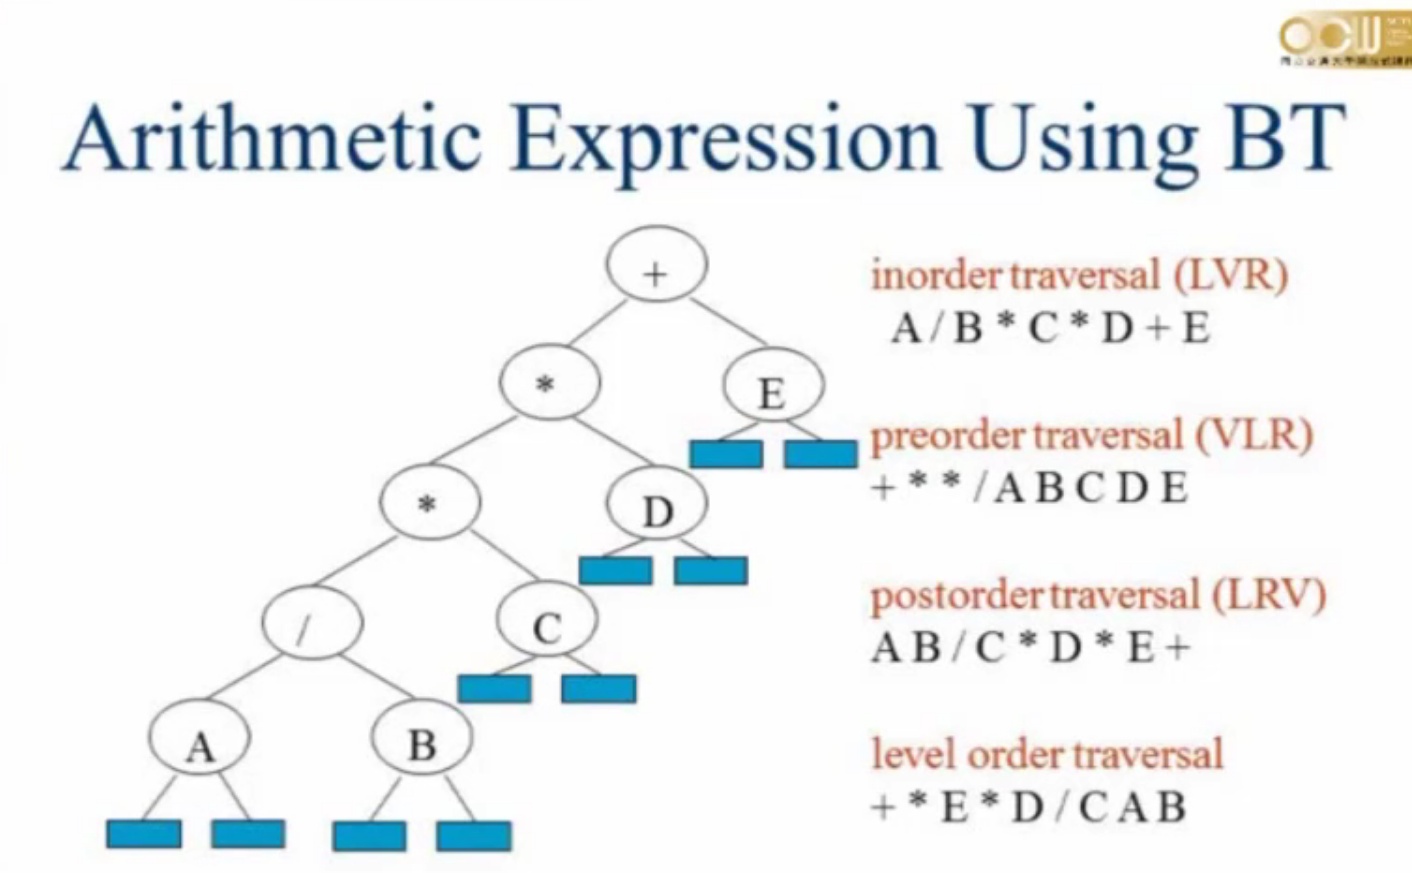 OCW
Arithmetic Expression Using BT
+
*
E
*
D
/
C
A
B
inorder traversal (LVR)
A / B * C * D + E
preorder traversal (VLR)
+ * * / A B C D E
postorder traversal (LRV)
A B / C * D * E +
level order traversal
+ * E * D / C A B